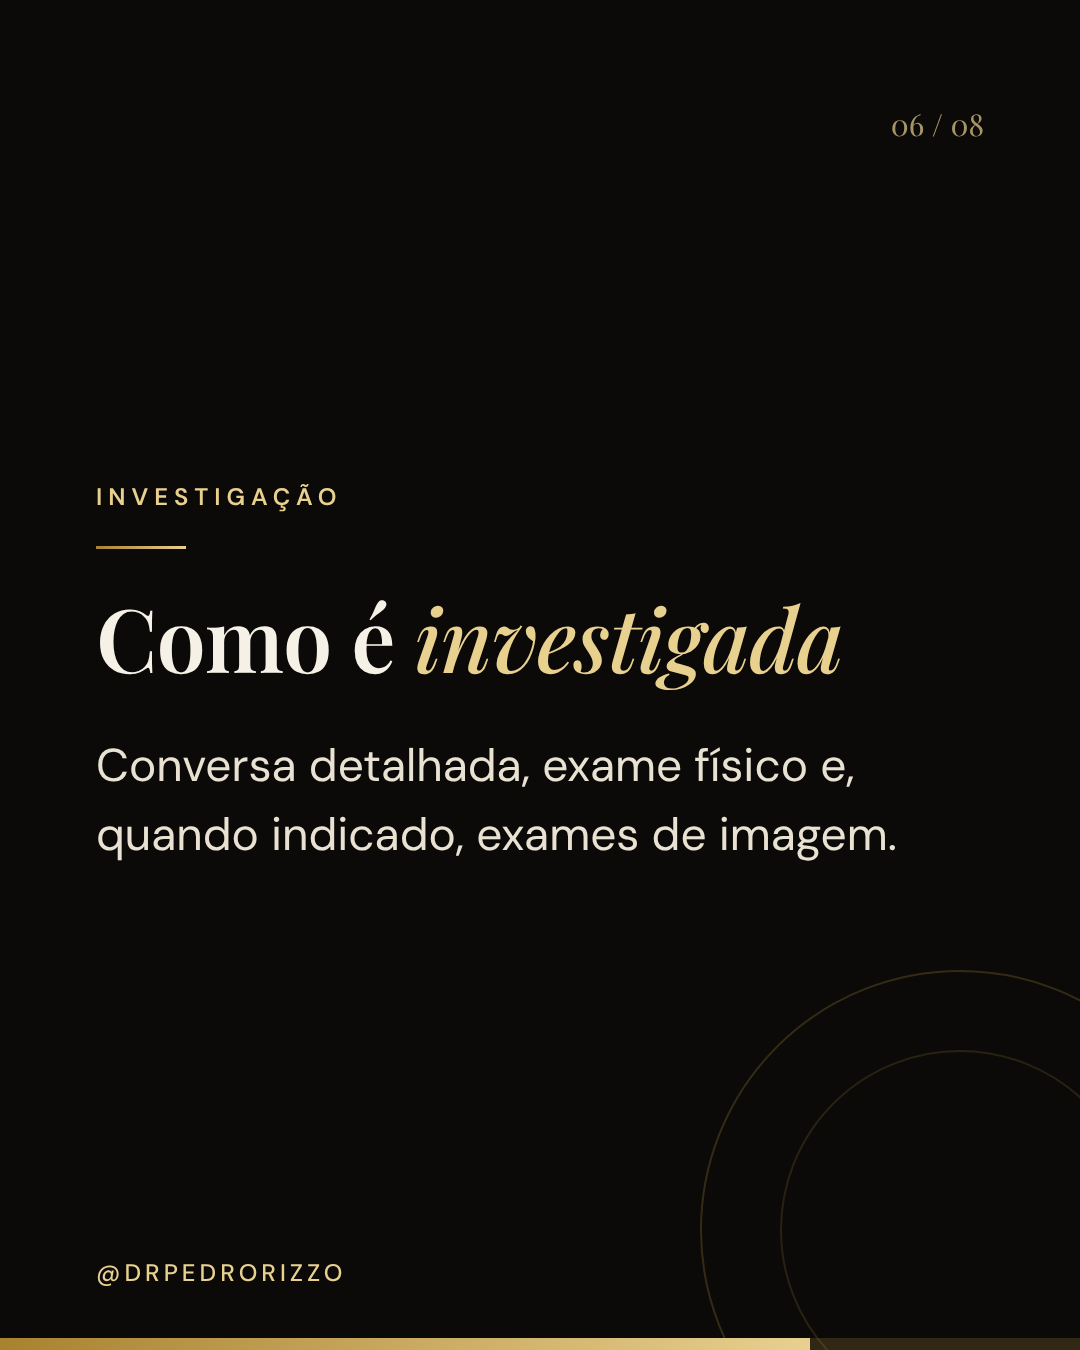 06 / 08
INVESTIGAÇÃO
Como é investigada
Conversa detalhada, exame físico e,
quando indicado, exames de imagem.
@DRPEDRORIZZO